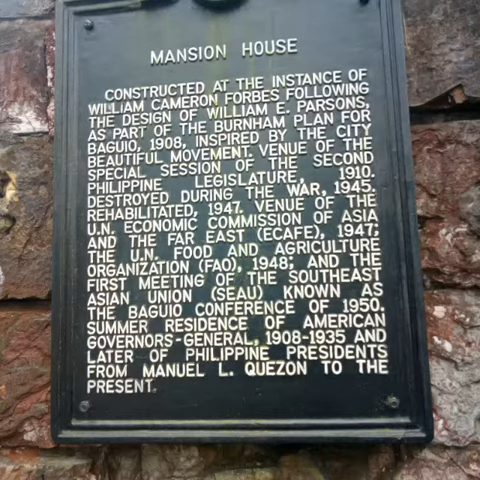 MANSION HOUSE
CONSTRUCTED AT THE INSTANCE OF
WILLIAM CAMERON FORBES FOLLOWING
THE DESIGN OF WILLIAM E. PARSONS,
AS PART OF THE BURNHAM PLAN FOR
BAGUIO, 1908, INSPIRED BY THE CITY
BEAUTIFUL MOVEMENT. VENUE OF THE
SPECIAL SESSION OF THE SECOND
PHILIPPINE LEGISLATURE, 1910.
DESTROYED DURING THE WAR, 1945.
REHABILITATED, 1947. VENUE OF THE
U.N. ECONOMIC COMMISSION OF ASIA
AND THE FAR EAST (ECAFE), 1947;
THE U.N. FOOD AND AGRICULTURE
ORGANIZATION (FAO), 1948; AND THE
FIRST MEETING OF THE SOUTHEAST
ASIAN UNION (SEAU) KNOWN AS
THE BAGUIO CONFERENCE OF 1950.
SUMMER RESIDENCE OF AMERICAN
GOVERNORS-GENERAL, 1908-1935 AND
LATER OF PHILIPPINE PRESIDENTS
FROM MANUEL L. QUEZON TO THE
PRESENT.